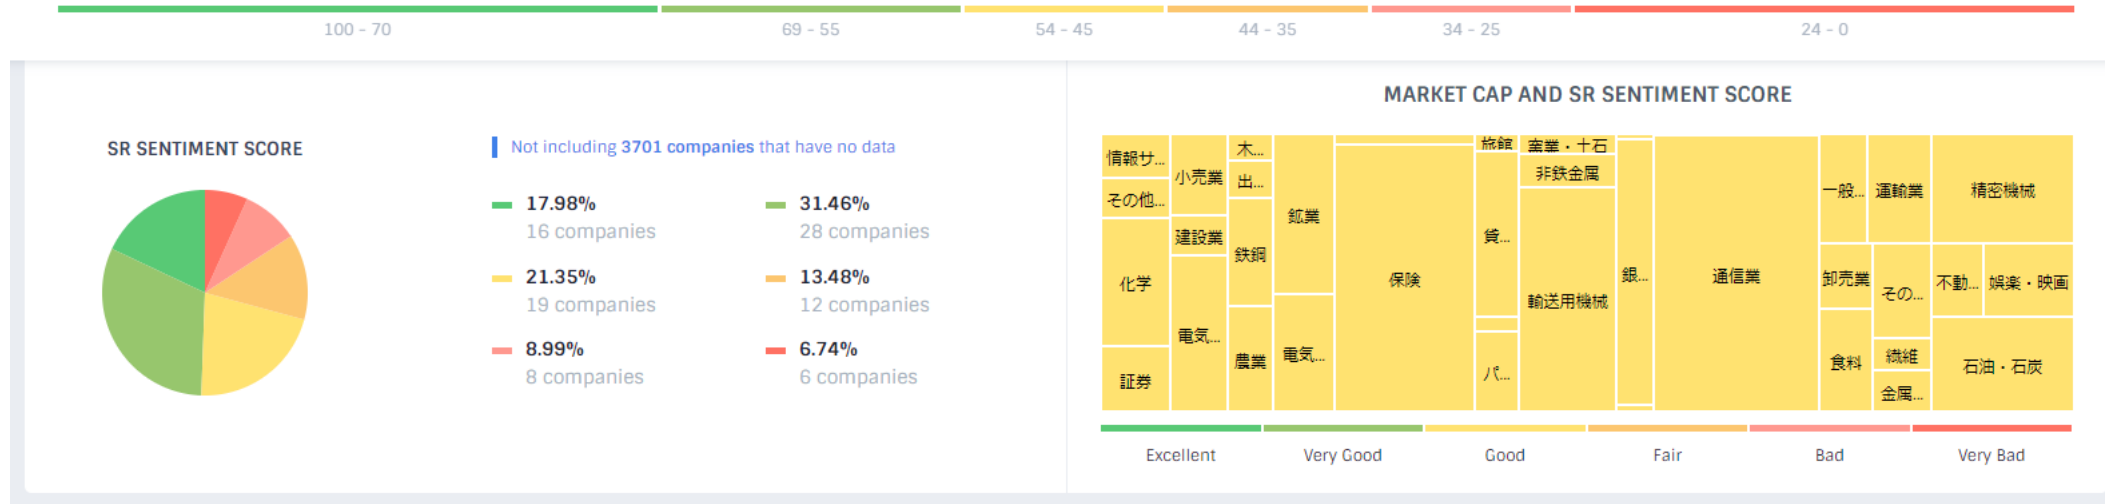 100 - 70
69 - 55
54 - 45
44 - 35
34 - 25
24 - 0
SR SENTIMENT SCORE
Not including 3701 companies that have no data
17.98%
16 companies
31.46%
28 companies
21.35%
19 companies
13.48%
12 companies
8.99%
8 companies
6.74%
6 companies
MARKET CAP AND SR SENTIMENT SCORE
情報サ...
その他...
化学
証券
小売業
建設業
電気...
木...
出...
鉄鋼
農業
鉱業
電気...
保険
旅館
貸...
パ...
窯業・土石
非鉄金属
輸送用機械
銀...
通信業
一般...
運輸業
卸売業
食料
その...
繊維
金属...
精密機械
不動...
娯楽・映画
石油・石炭
Excellent
Very Good
Good
Fair
Bad
Very Bad